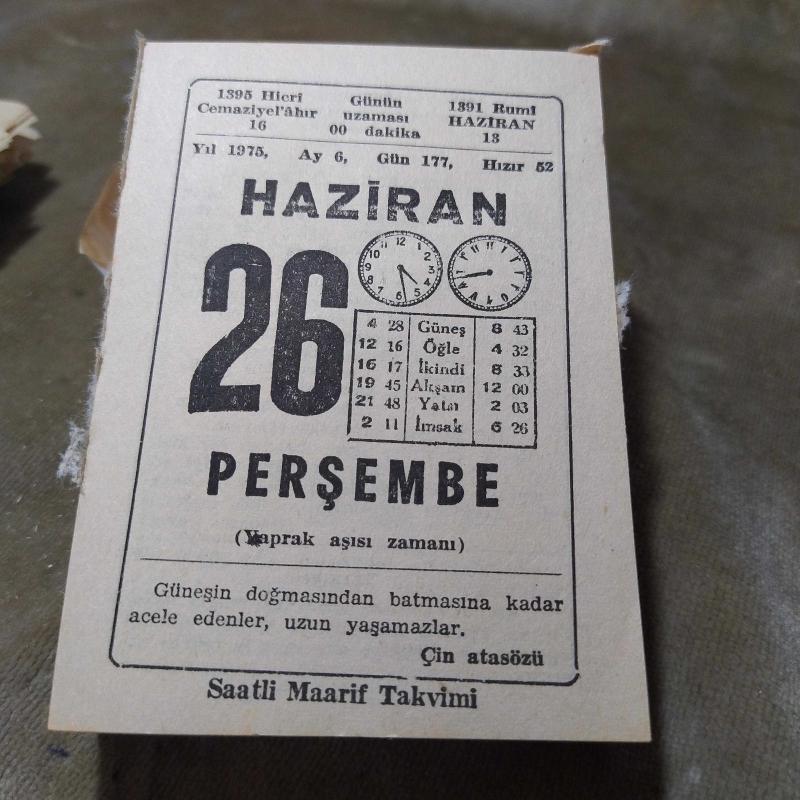 1395 Hicrî
Cemaziyel'âhır
16
Günün
uzaması
00 dakika
1391 Rumî
HAZİRAN
13
Yıl 1975, Ay 6, Gün 177, Hızır 52
HAZİRAN
26
4 28 Güneş 8 43
12 16 Öğle 4 32
16 17 İkindi 8 33
19 45 Akşam 12 00
21 48 Yatsı 2 03
2 11 İmsak 6 26
PERŞEMBE
(Yaprak aşısı zamanı)
Güneşin doğmasından batmasına kadar
acele edenler, uzun yaşamazlar.
Çin atasözü
Saatli Maarif Takvimi